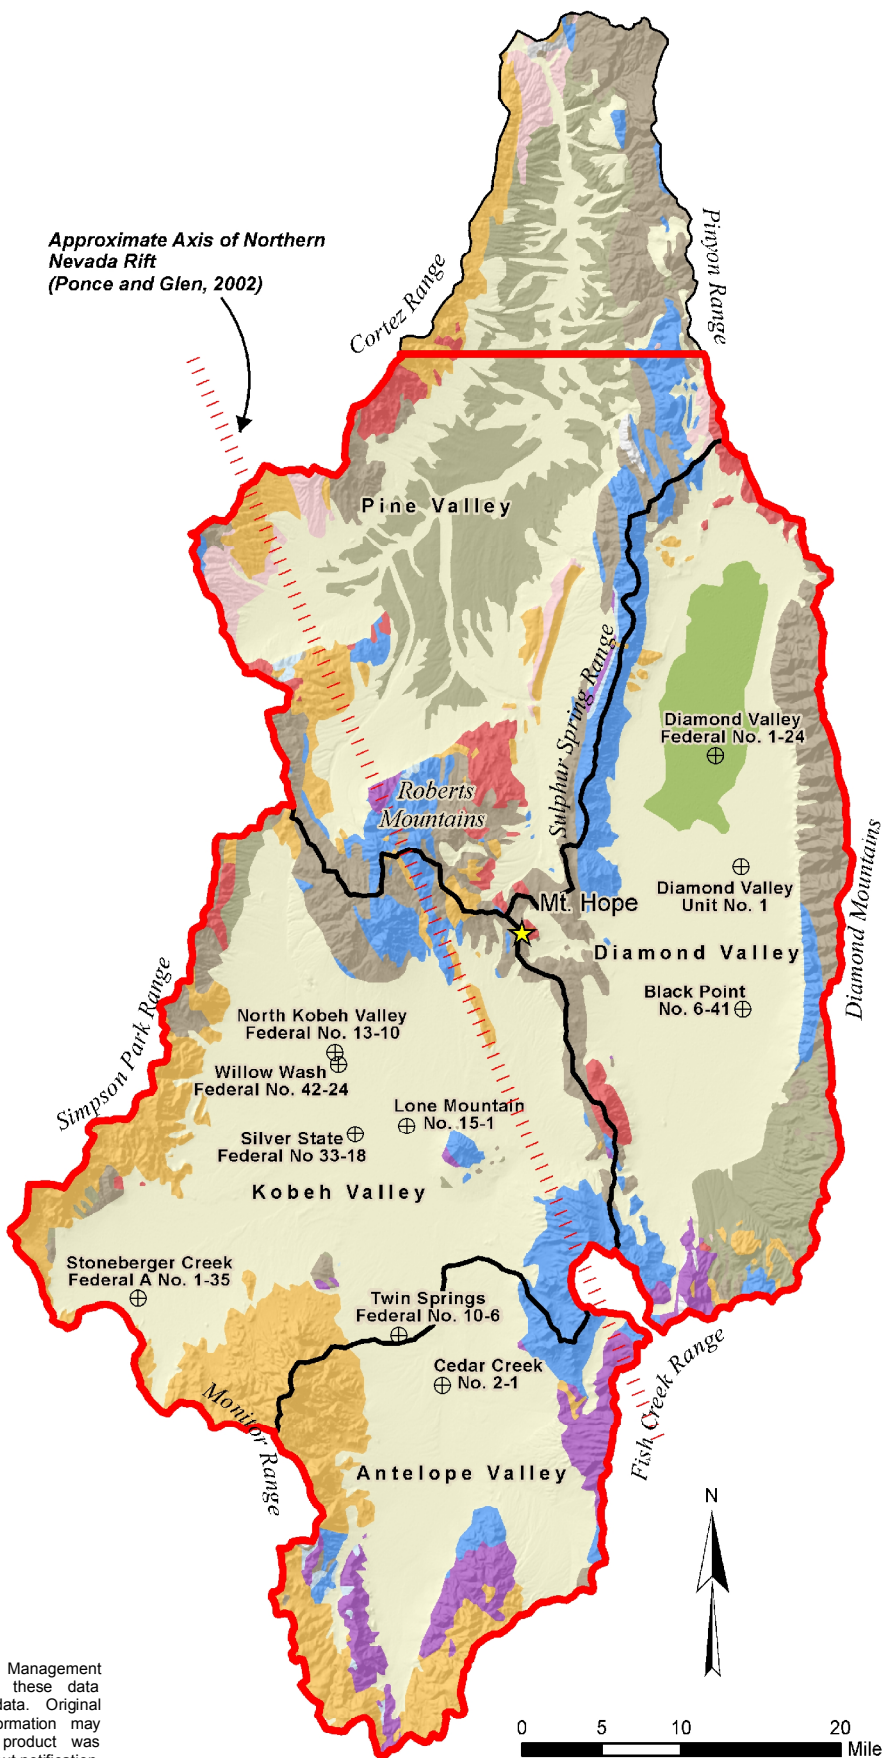 Approximate Axis of Northern
Nevada Rift
(Ponce and Glen, 2002)
Cortez Range
Pinyon Range
Pine Valley
Sulphur Spring Range
Diamond Valley
Federal No. 1-24
Roberts
Mountains
Diamond Valley
Unit No. 1
Mt. Hope
Diamond Mountains
Diamond Valley
Simpson Park Range
Black Point
No. 6-41
North Kobeh Valley
Federal No. 13-10
Willow Wash
Federal No. 42-24
Lone Mountain
No. 15-1
Silver State
Federal No 33-18
Kobeh Valley
Stoneberger Creek
Federal A No. 1-35
Twin Springs
Federal No. 10-6
Cedar Creek
No. 2-1
Fish Creek Range
Monitor Range
Antelope Valley
N
Management
these data
data. Original
may
product was
0 5 10 20
Mile